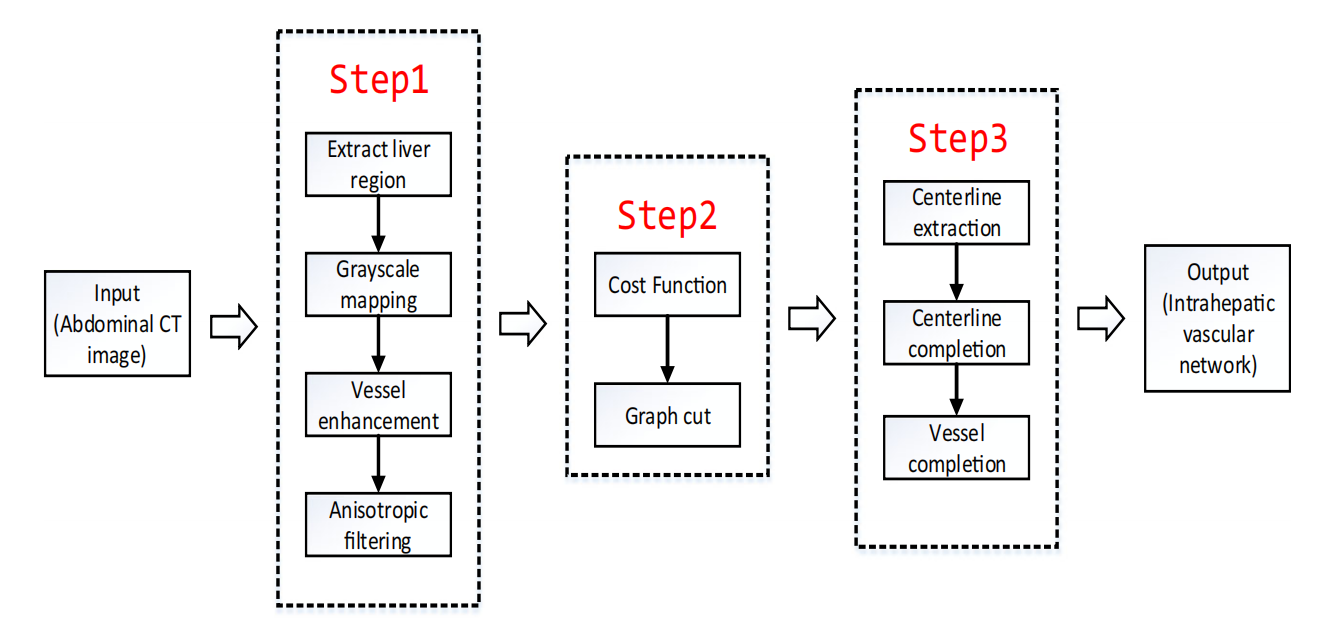 Input
(Abdominal CT
image)
Step1
Extract liver
region
Grayscale
mapping
Vessel
enhancement
Anisotropic
filtering
Step2
Cost Function
Graph cut
Step3
Centerline
extraction
Centerline
completion
Vessel
completion
Output
(Intrahepatic
vascular
network)